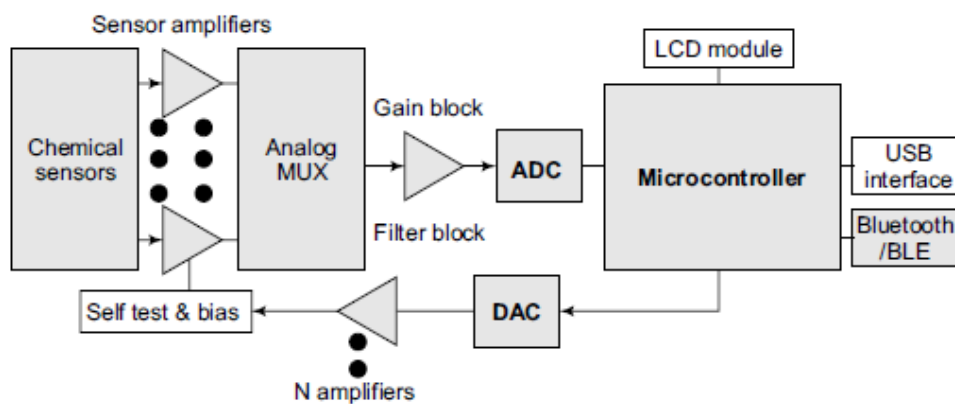 Sensor amplifiers
LCD module
Chemical
sensors
Analog
MUX
Gain block
Filter block
ADC
Microcontroller
USB
interface
Bluetooth
/BLE
Self test & bias
DAC
N amplifiers